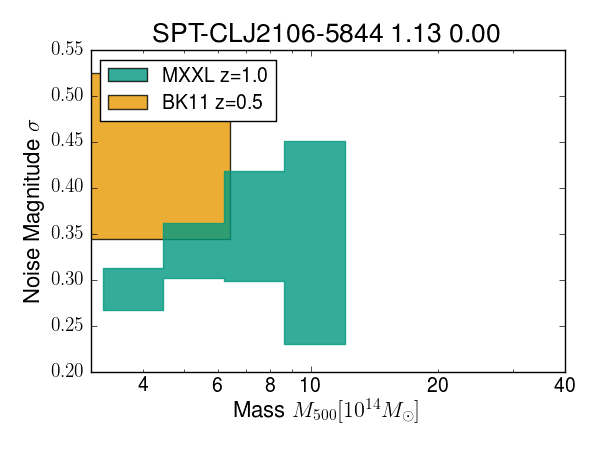 SPT-CLJ2106-5844 1.13 0.00
MXXL z=1.0
BK11 z=0.5
Noise Magnitude σ
0.55
0.50
0.45
0.40
0.35
0.30
0.25
0.20
4 6 8 10 20 40
Mass M₅₀₀[10¹⁴M☉]